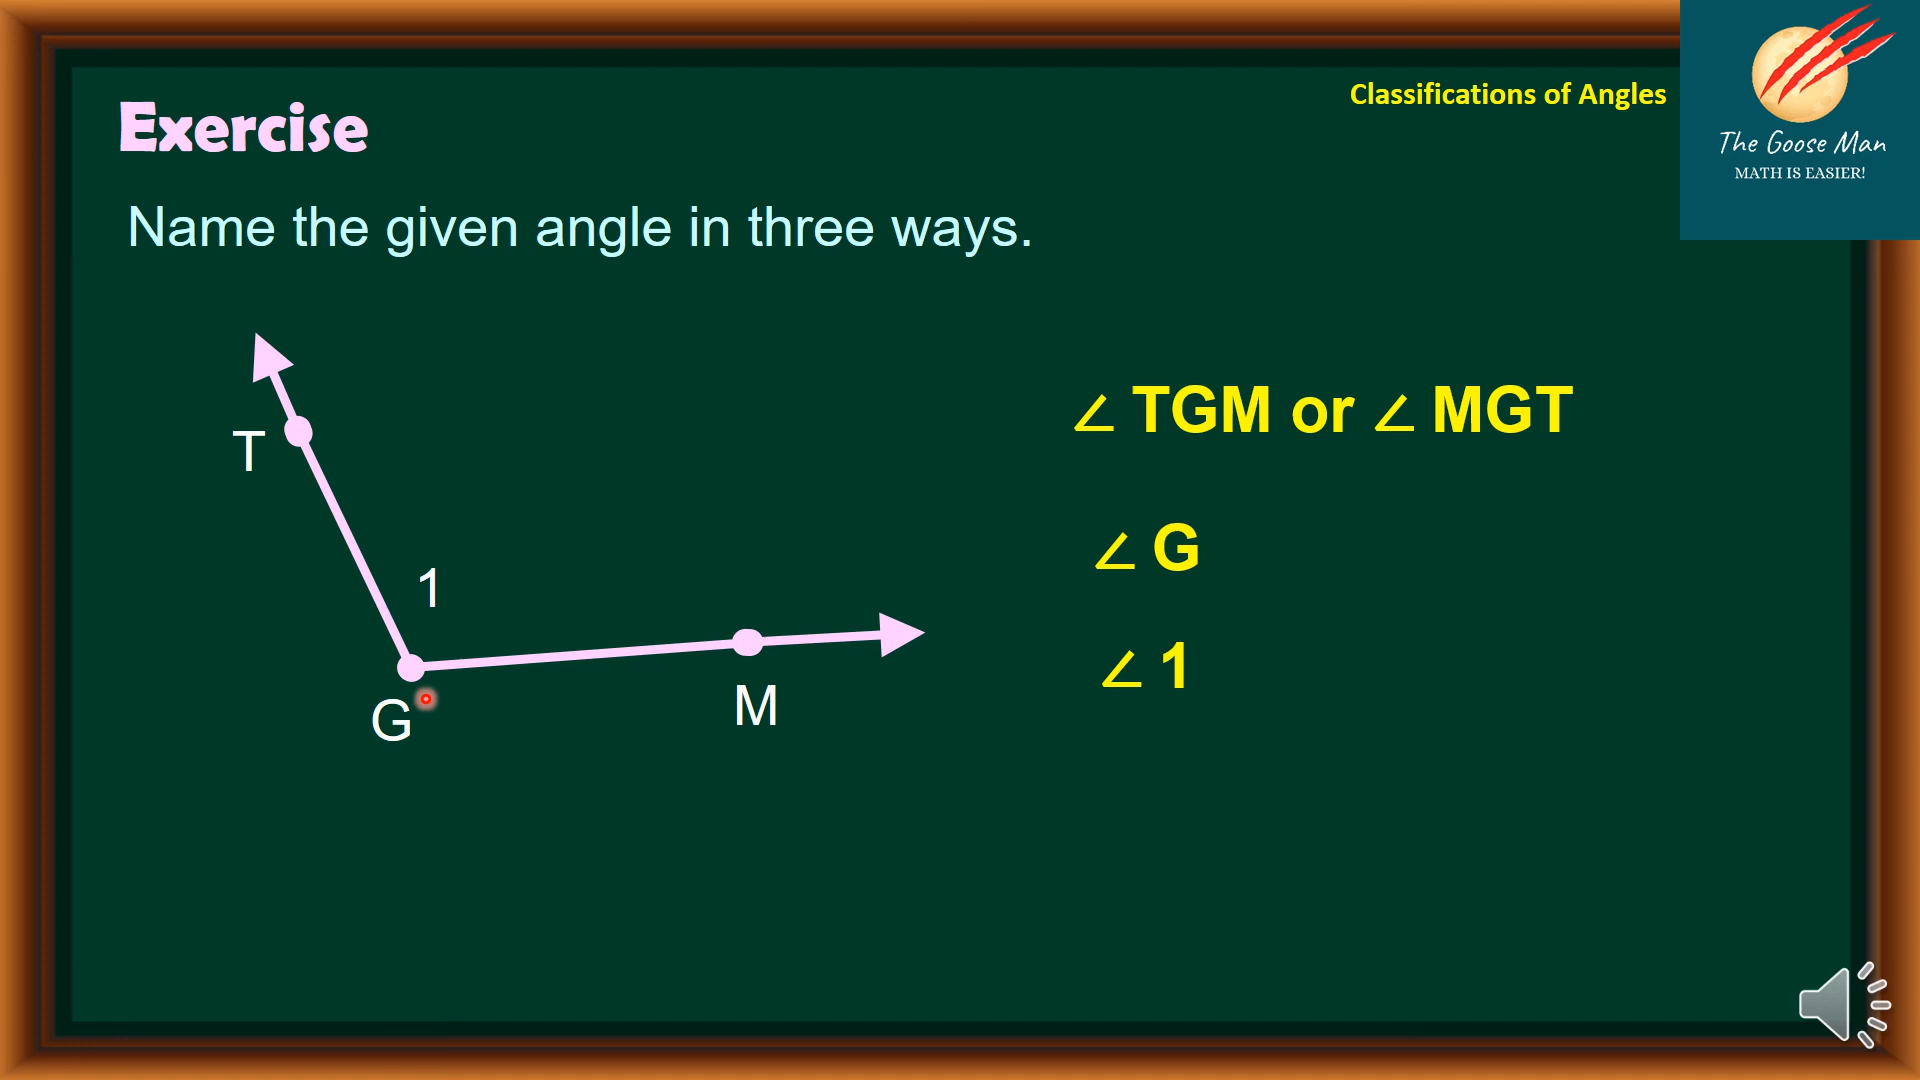 Classifications of Angles
Exercise
The Goose Man
MATH IS EASIER!
Name the given angle in three ways.
∠ TGM or ∠ MGT
T
∠ G
1
∠ 1
G
M